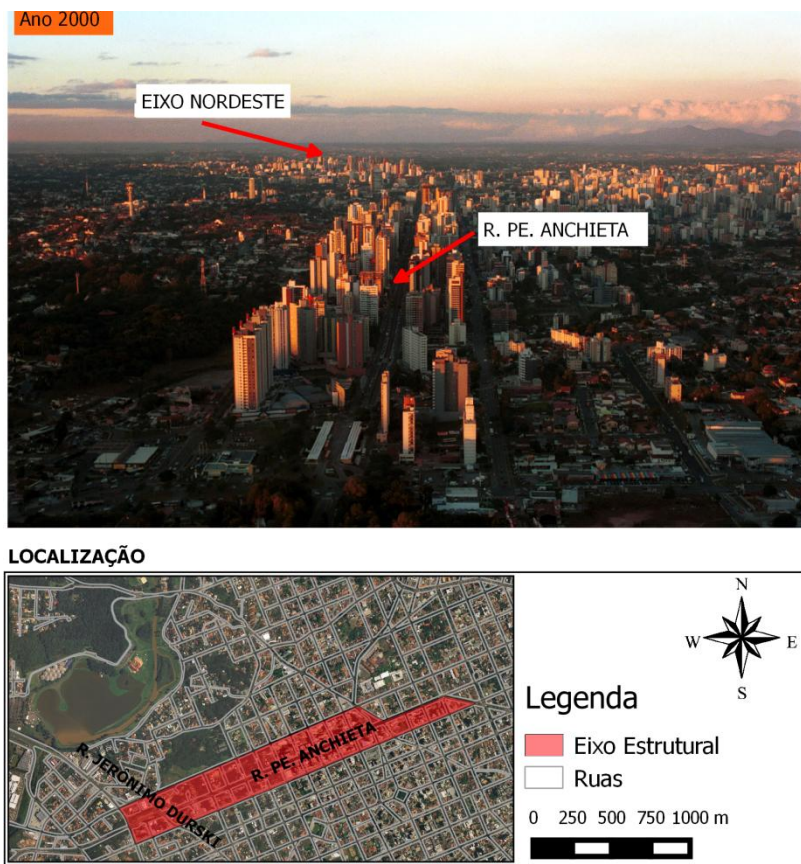 Ano 2000
EIXO NORDESTE
R. PE. ANCHIETA
LOCALIZAÇÃO
N
W E
S
R. PE. ANCHIETA
R. JERÔNIMO DURSKI
Legenda
Eixo Estrutural
Ruas
0 250 500 750 1000 m